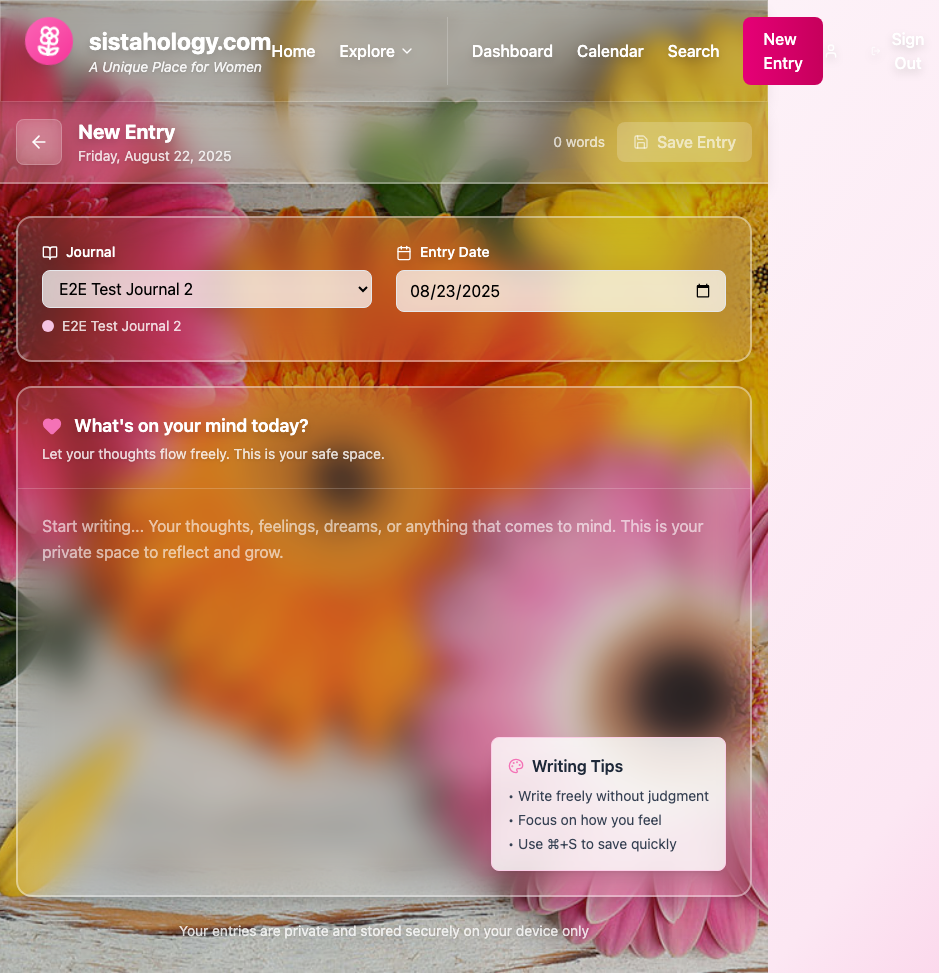 sistahology.com
A Unique Place for Women
Home
Explore
Dashboard
Calendar
Search
New
Entry
Sign
Out
New Entry
Friday, August 22, 2025
0 words
Save Entry
Journal
Entry Date
E2E Test Journal 2
08/23/2025
E2E Test Journal 2
What's on your mind today?
Let your thoughts flow freely. This is your safe space.
Start writing... Your thoughts, feelings, dreams, or anything that comes to mind. This is your
private space to reflect and grow.
Writing Tips
• Write freely without judgment
• Focus on how you feel
• Use ⌘+S to save quickly
Your entries are private and stored securely on your device only